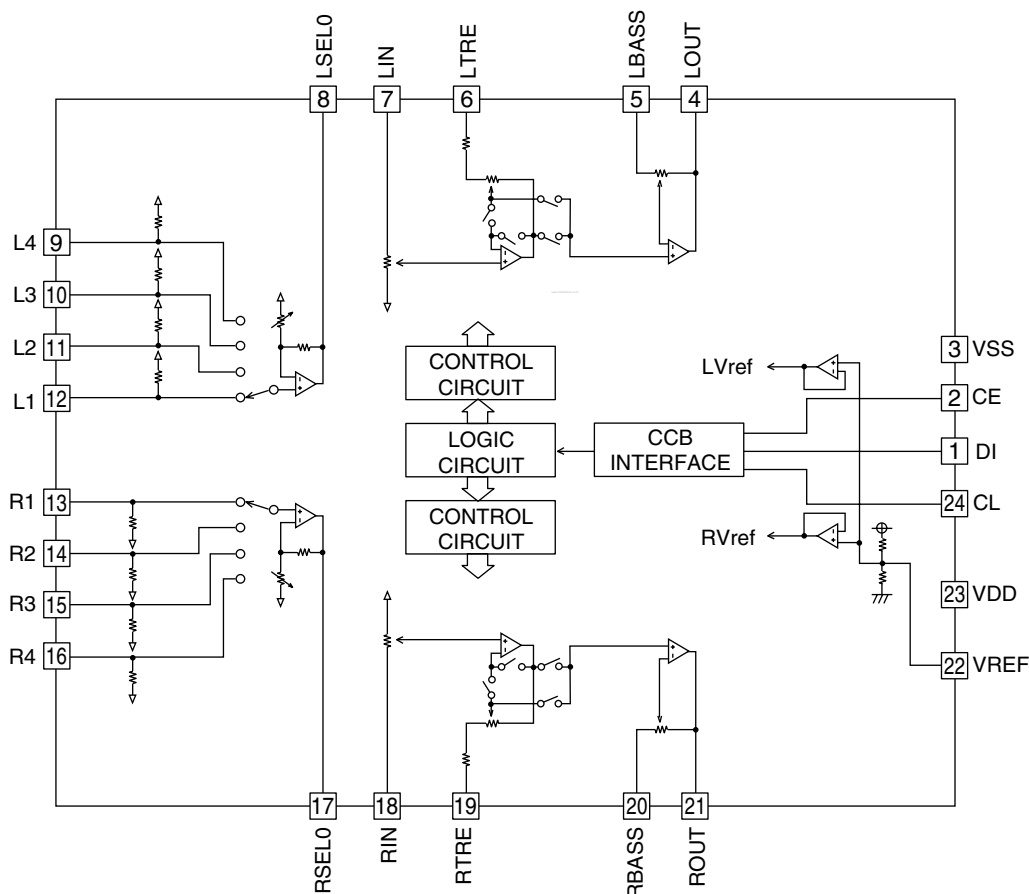 LSEL0
LIN
LTRE
LBASS
LOUT
8
7
6
5
4
L4 9
L3 10
L2 11
L1 12
R1 13
R2 14
R3 15
R4 16
CONTROL
CIRCUIT
LOGIC
CIRCUIT
CONTROL
CIRCUIT
CCB
INTERFACE
LVref
RVref
3 VSS
2 CE
1 DI
24 CL
23 VDD
22 VREF
17
18
19
20
21
RSEL0
RIN
RTRE
RBASS
ROUT